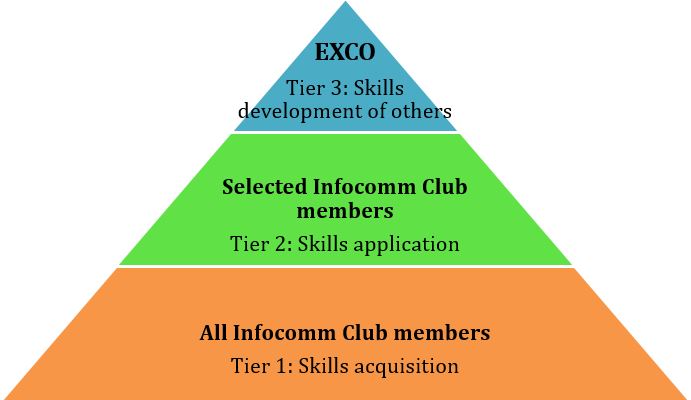 EXCO
Tier 3: Skills
development of others
Selected Infocomm Club
members
Tier 2: Skills application
All Infocomm Club members
Tier 1: Skills acquisition